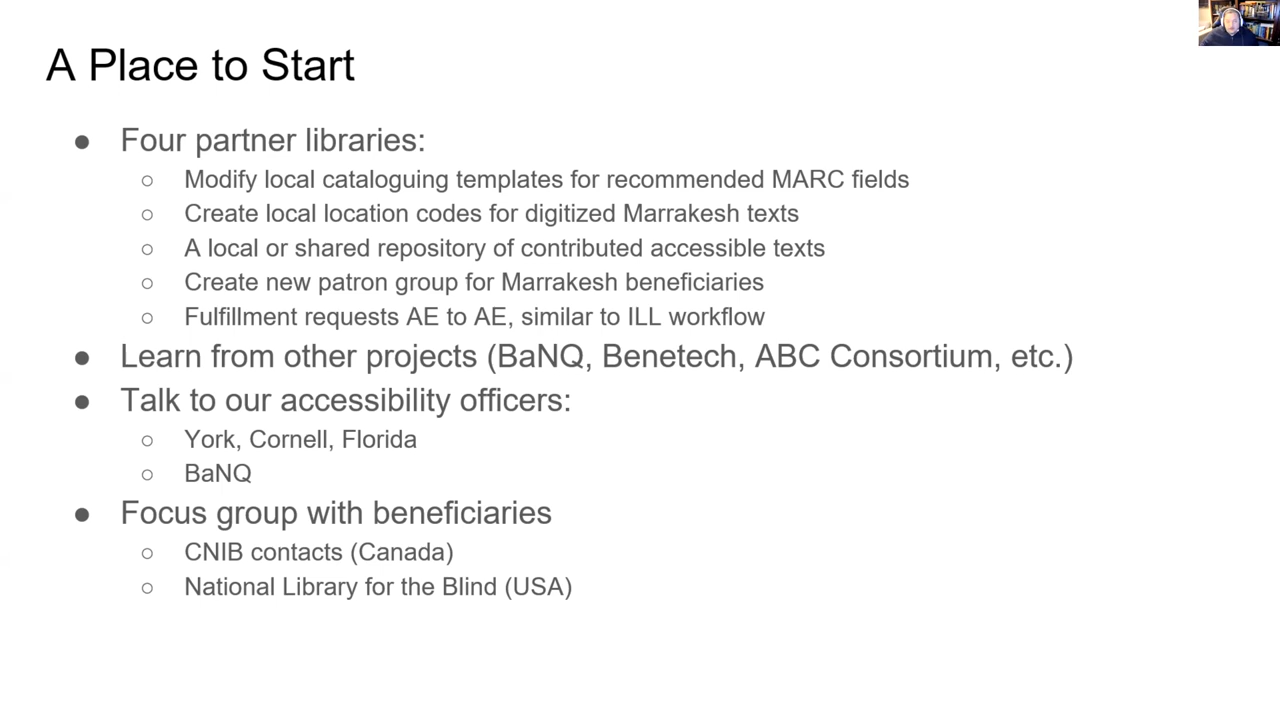 A Place to Start
● Four partner libraries:
○ Modify local cataloguing templates for recommended MARC fields
○ Create local location codes for digitized Marrakesh texts
○ A local or shared repository of contributed accessible texts
○ Create new patron group for Marrakesh beneficiaries
○ Fulfillment requests AE to AE, similar to ILL workflow
● Learn from other projects (BaNQ, Benetech, ABC Consortium, etc.)
● Talk to our accessibility officers:
○ York, Cornell, Florida
○ BaNQ
● Focus group with beneficiaries
○ CNIB contacts (Canada)
○ National Library for the Blind (USA)